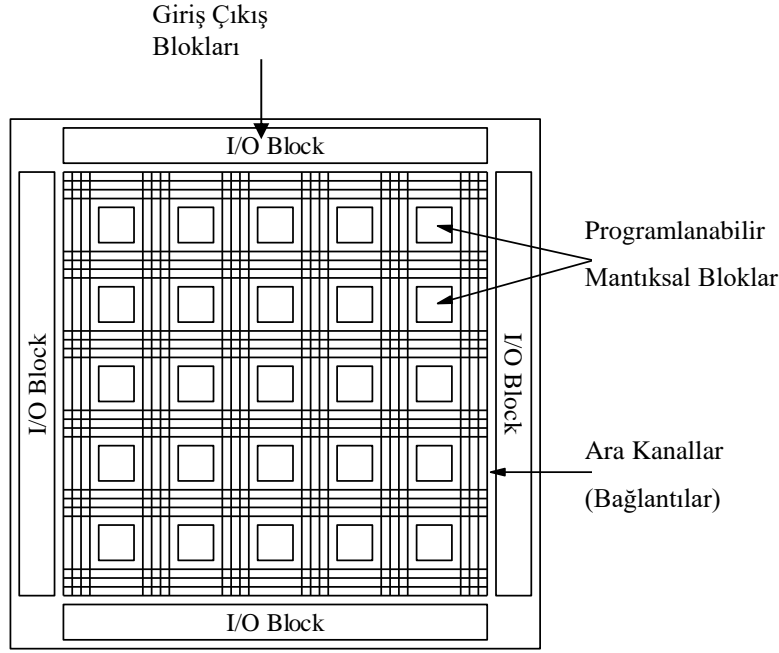 Giriş Çıkış
Blokları
I/O Block
I/O Block
I/O Block
Programlanabilir
Mantıksal Bloklar
Ara Kanallar
(Bağlantılar)
I/O Block